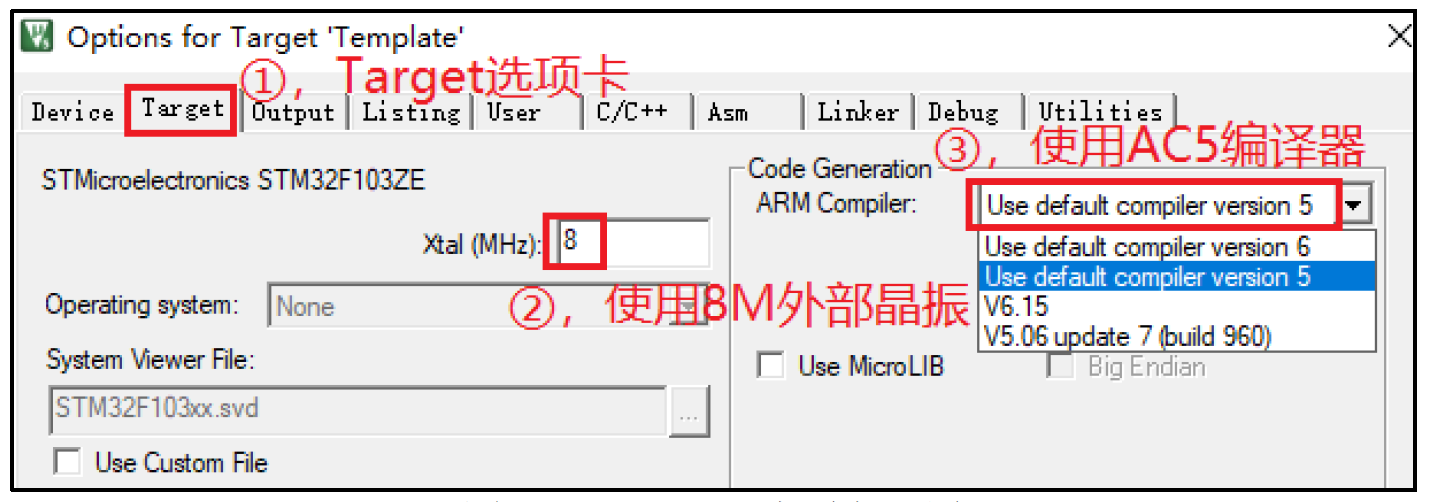 Options for Target 'Template'
①，Target选项卡
Device Target Output Listing User C/C++ Asm Linker Debug Utilities
③，使用AC5编译器
STMicroelectronics STM32F103ZE
Code Generation
ARM Compiler: Use default compiler version 5
Xtal (MHz): 8
Use default compiler version 6
Use default compiler version 5
V6.15
V5.06 update 7 (build 960)
Operating system: None
②，使用8M外部晶振
System Viewer File:
Use MicroLIB Big Endian
STM32F103xx.svd ...
Use Custom File